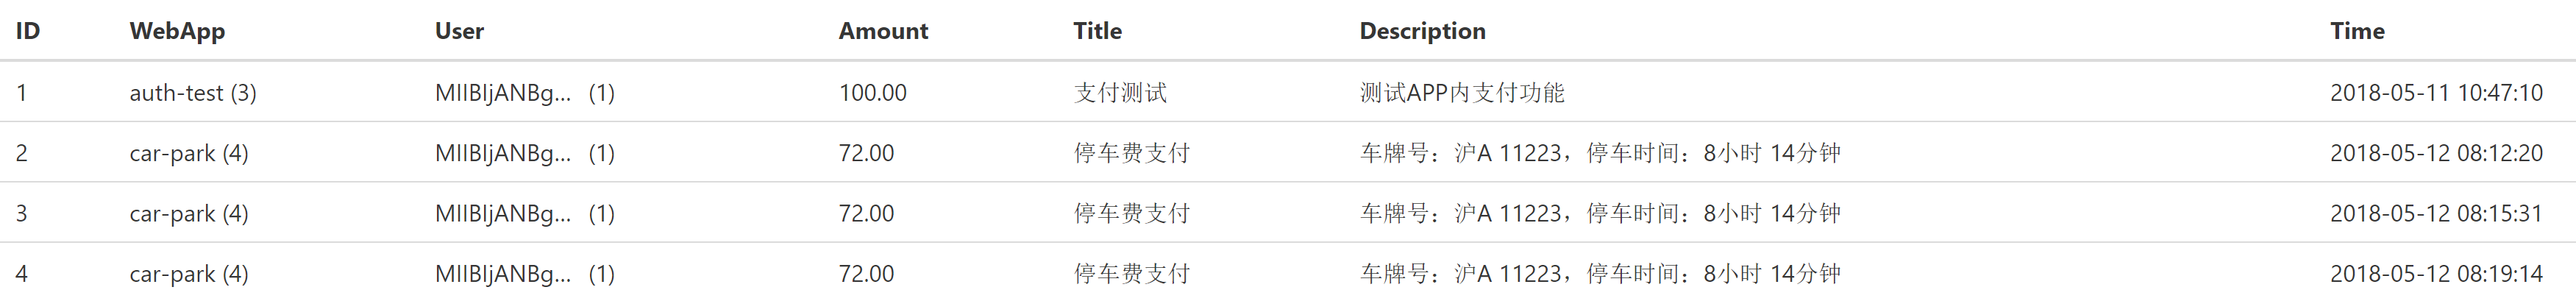 ID WebApp User Amount Title Description Time
1 auth-test (3) MIIBIjANBg... (1) 100.00 支付测试 测试APP内支付功能 2018-05-11 10:47:10
2 car-park (4) MIIBIjANBg... (1) 72.00 停车费支付 车牌号：沪A 11223，停车时间：8小时 14分钟 2018-05-12 08:12:20
3 car-park (4) MIIBIjANBg... (1) 72.00 停车费支付 车牌号：沪A 11223，停车时间：8小时 14分钟 2018-05-12 08:15:31
4 car-park (4) MIIBIjANBg... (1) 72.00 停车费支付 车牌号：沪A 11223，停车时间：8小时 14分钟 2018-05-12 08:19:14